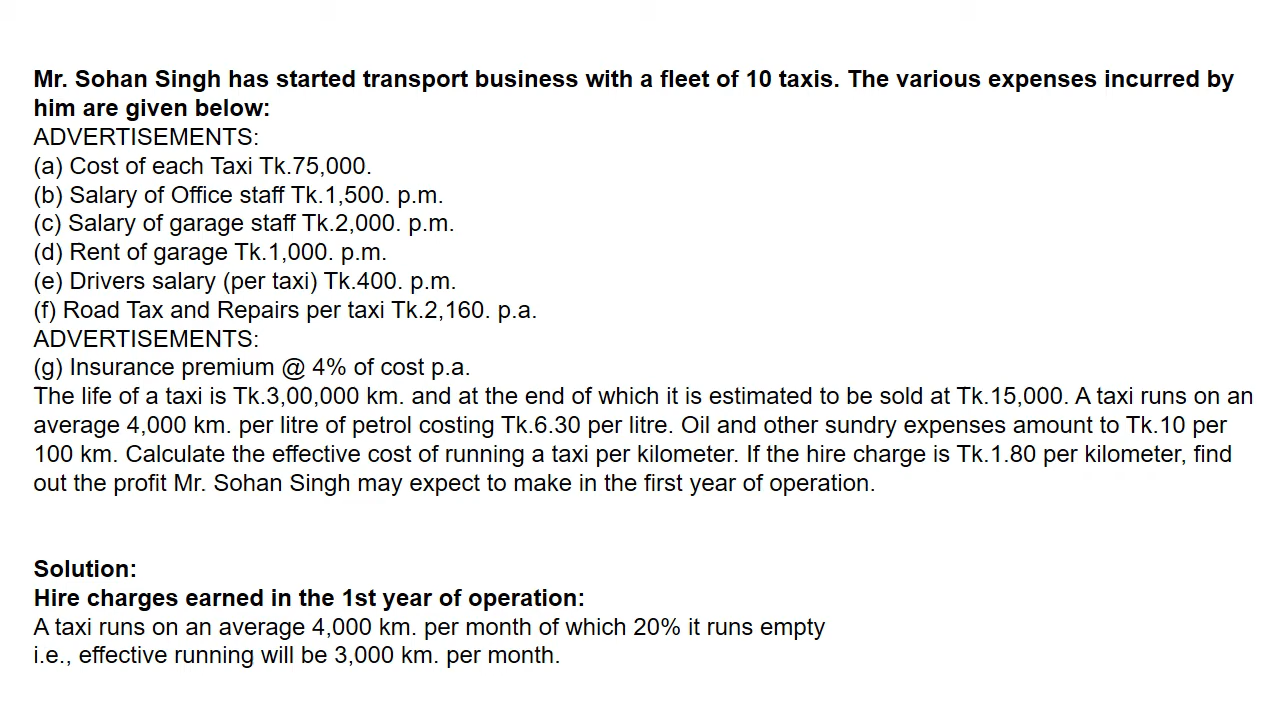 Mr. Sohan Singh has started transport business with a fleet of 10 taxis. The various expenses incurred by
him are given below:
ADVERTISEMENTS:
(a) Cost of each Taxi Tk.75,000.
(b) Salary of Office staff Tk.1,500. p.m.
(c) Salary of garage staff Tk.2,000. p.m.
(d) Rent of garage Tk.1,000. p.m.
(e) Drivers salary (per taxi) Tk.400. p.m.
(f) Road Tax and Repairs per taxi Tk.2,160. p.a.
ADVERTISEMENTS:
(g) Insurance premium @ 4% of cost p.a.
The life of a taxi is Tk.3,00,000 km. and at the end of which it is estimated to be sold at Tk.15,000. A taxi runs on an
average 4,000 km. per litre of petrol costing Tk.6.30 per litre. Oil and other sundry expenses amount to Tk.10 per
100 km. Calculate the effective cost of running a taxi per kilometer. If the hire charge is Tk.1.80 per kilometer, find
out the profit Mr. Sohan Singh may expect to make in the first year of operation.
Solution:
Hire charges earned in the 1st year of operation:
A taxi runs on an average 4,000 km. per month of which 20% it runs empty
i.e., effective running will be 3,000 km. per month.